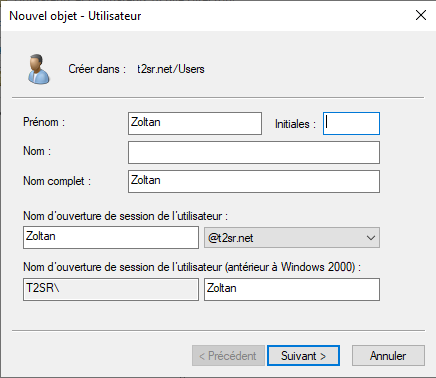 Nouvel objet - Utilisateur
Créer dans : t2sr.net/Users
Prénom : Zoltan Initiales :
Nom :
Nom complet : Zoltan
Nom d'ouverture de session de l'utilisateur :
Zoltan @t2sr.net
Nom d'ouverture de session de l'utilisateur (antérieur à Windows 2000) :
T2SR\ Zoltan
< Précédent Suivant > Annuler